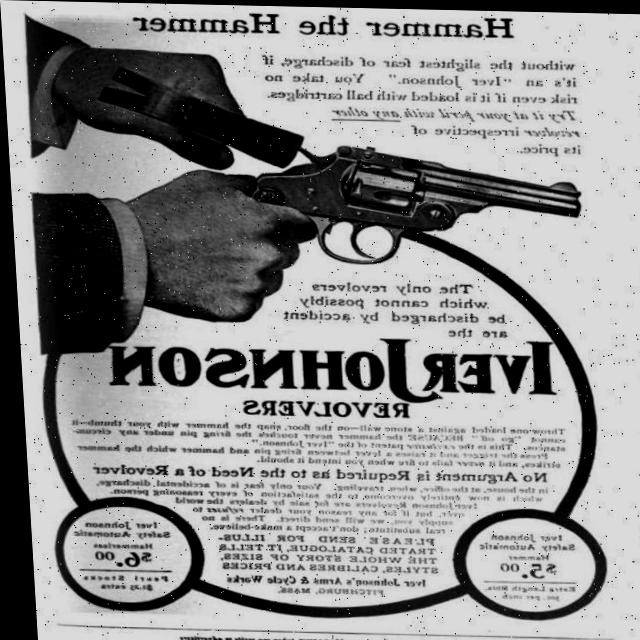 Hammer the Hammer
without the slightest fear of discharge, if
it's an "Iver Johnson." You take no
risk even if it is loaded with ball cartridges.
Try it at your peril with any other
revolver irrespective of
its price.
The only revolvers
which cannot possibly
be discharged by accident
are the
IVER JOHNSON
REVOLVERS
Throw one loaded against a stone wall—on the floor, snap the hammer with your thumb—it
cannot "go off" BECAUSE the hammer never touches the firing pin under any circum-
stances. This is the exclusive patent of the "Iver Johnson."
Press the trigger and it raises a lever between firing pin and hammer which the hammer
strikes, and it never fails to fire when you intend it should.
No Argument is Required as to the Need of a Revolver
in the house, at the office, when traveling. Your only fear is of accidental discharge,
which is now entirely overcome, to the satisfaction of every reasoning person.
Iver Johnson Revolvers are for sale by dealers the world
over, but if for any reason your dealer refuses to
supply you, we will send direct. There is no
real substitute; don't accept a make-believe.
PLEASE SEND FOR ILLUS-
TRATED CATALOGUE, IT TELLS
THE WHOLE STORY OF SIZES,
STYLES, CALIBRES AND PRICES
Iver Johnson's Arms & Cycle Works
FITCHBURG, MASS.
Iver Johnson
Safety Automatic
Hammer
$5.00
Extra Length Bbls.
50c. per inch
Iver Johnson
Safety Automatic
Hammerless
$6.00
Pearl Stocks
$1.25 extra